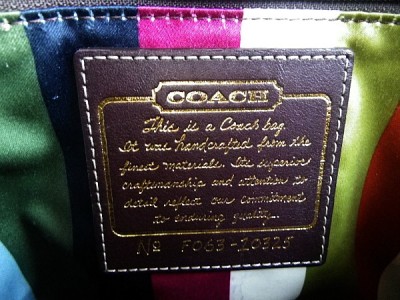 COACH
This is a Coach bag.
It was handcrafted from the
finest materials. Its superior
craftsmanship and attention to
detail reflect our commitment
to enduring quality.
No F063-10325